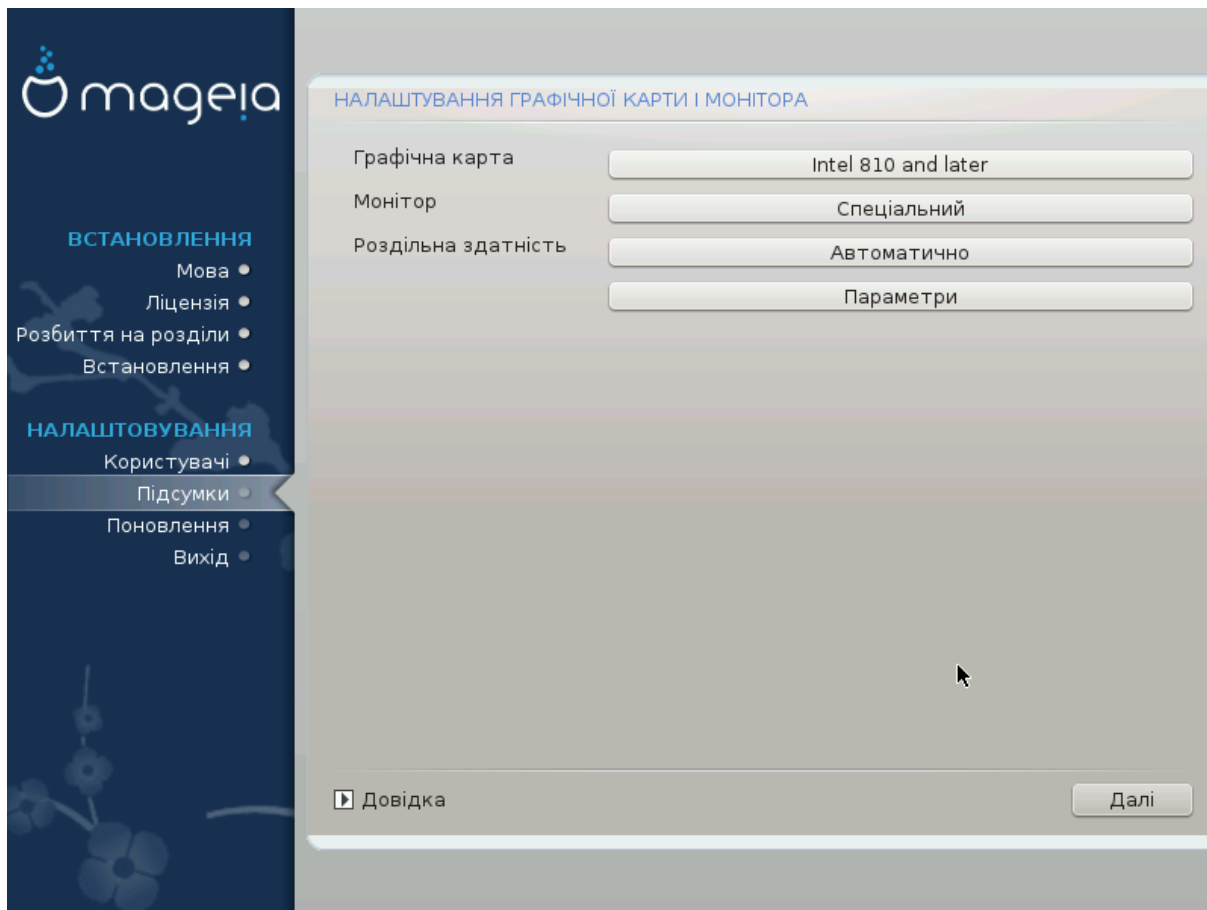 mageia
ВСТАНОВЛЕННЯ
Мова
Ліцензія
Розбиття на розділи
Встановлення
НАЛАШТОВУВАННЯ
Користувачі
Підсумки
Поновлення
Вихід
НАЛАШТУВАННЯ ГРАФІЧНОЇ КАРТИ І МОНІТОРА
Графічна карта Intel 810 and later
Монітор Спеціальний
Роздільна здатність Автоматично
Параметри
Довідка Далі